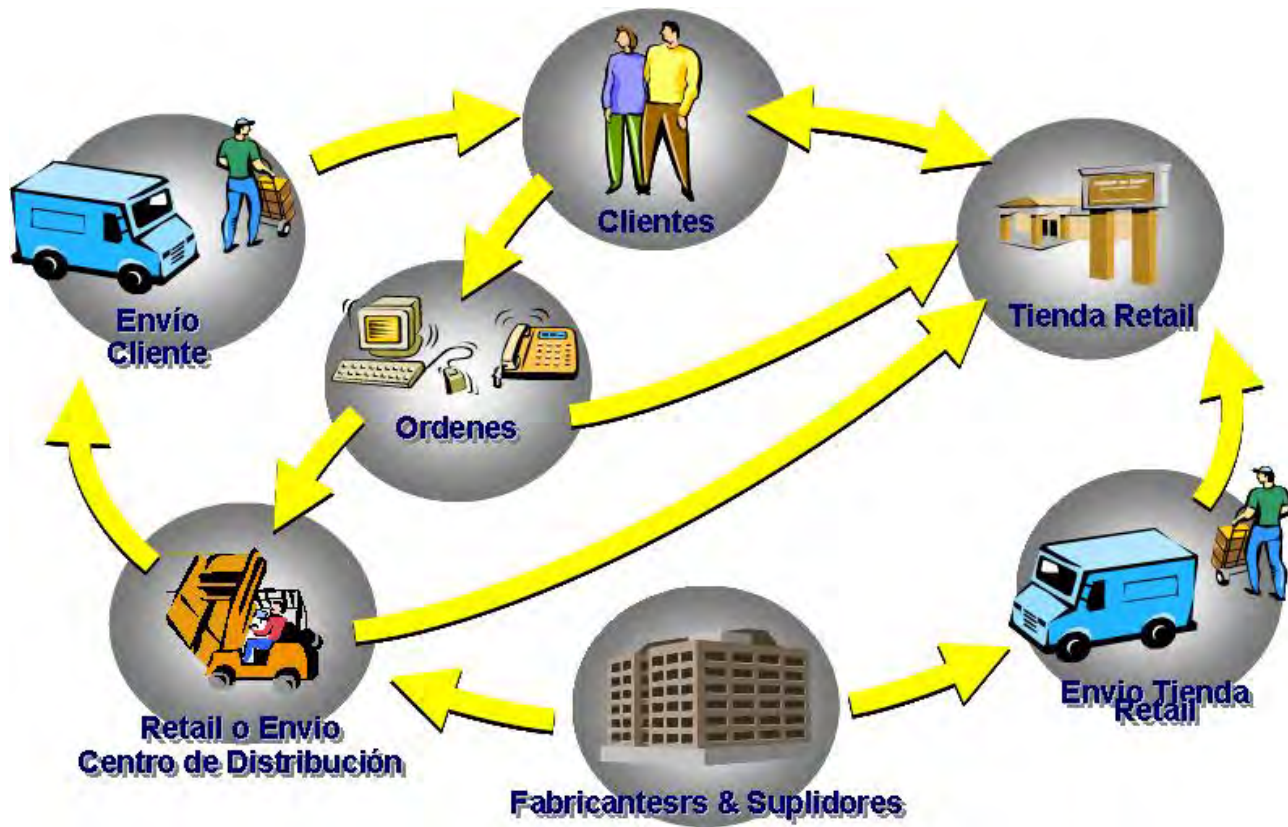 Clientes
Envío
Cliente
Tienda Retail
Ordenes
Retail o Envio
Centro de Distribución
Envio Tienda
Retail
Fabricantesrs & Suplidores